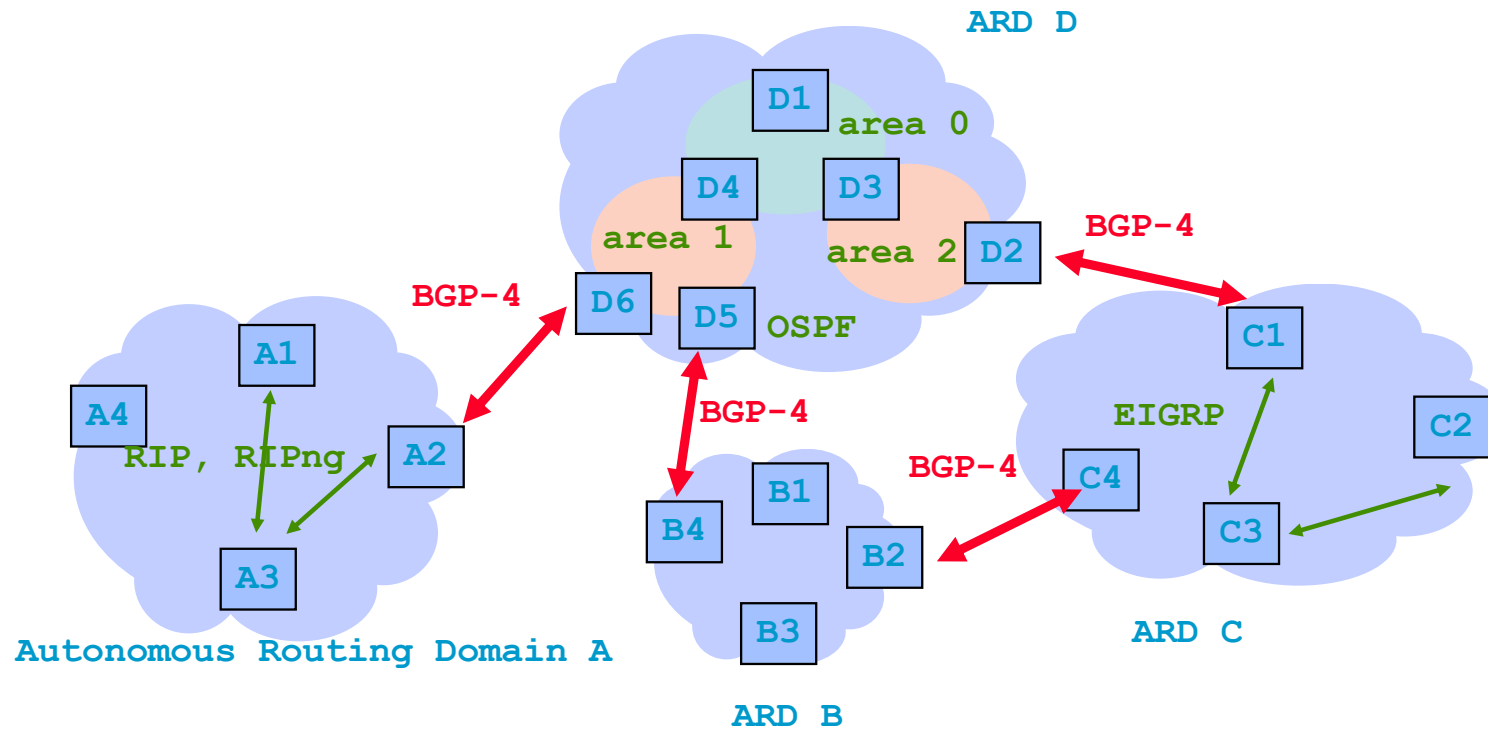 ARD D
D1
area 0
D4
D3
area 1
area 2
D2
BGP-4
BGP-4
D6
D5
OSPF
A1
A4
RIP, RIPng
A2
A3
Autonomous Routing Domain A
BGP-4
B1
B4
B2
B3
ARD B
BGP-4
C1
EIGRP
C2
C4
C3
ARD C